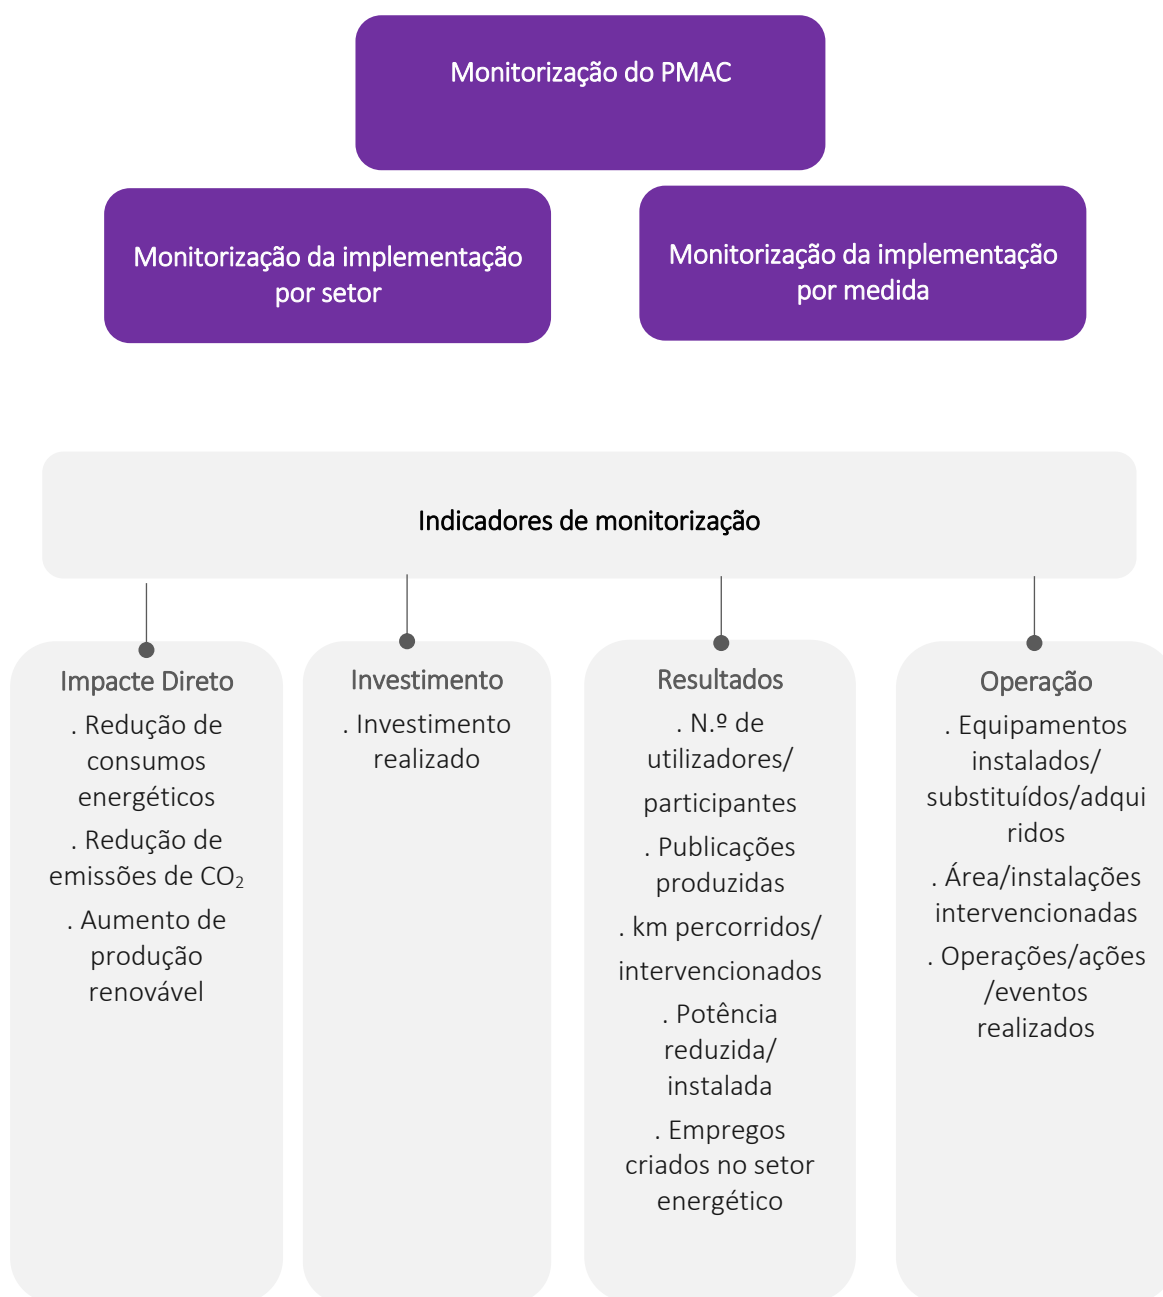 Monitorização do PMAC
Monitorização da implementação
por setor
Monitorização da implementação
por medida
Indicadores de monitorização
Impacte Direto
. Redução de
consumos
energéticos
. Redução de
emissões de CO₂
. Aumento de
produção
renovável
Investimento
. Investimento
realizado
Resultados
. N.º de
utilizadores/
participantes
. Publicações
produzidas
. km percorridos/
intervencionados
. Potência
reduzida/
instalada
. Empregos
criados no setor
energético
Operação
. Equipamentos
instalados/
substituídos/adqui
ridos
. Área/instalações
intervencionadas
. Operações/ações
/eventos
realizados